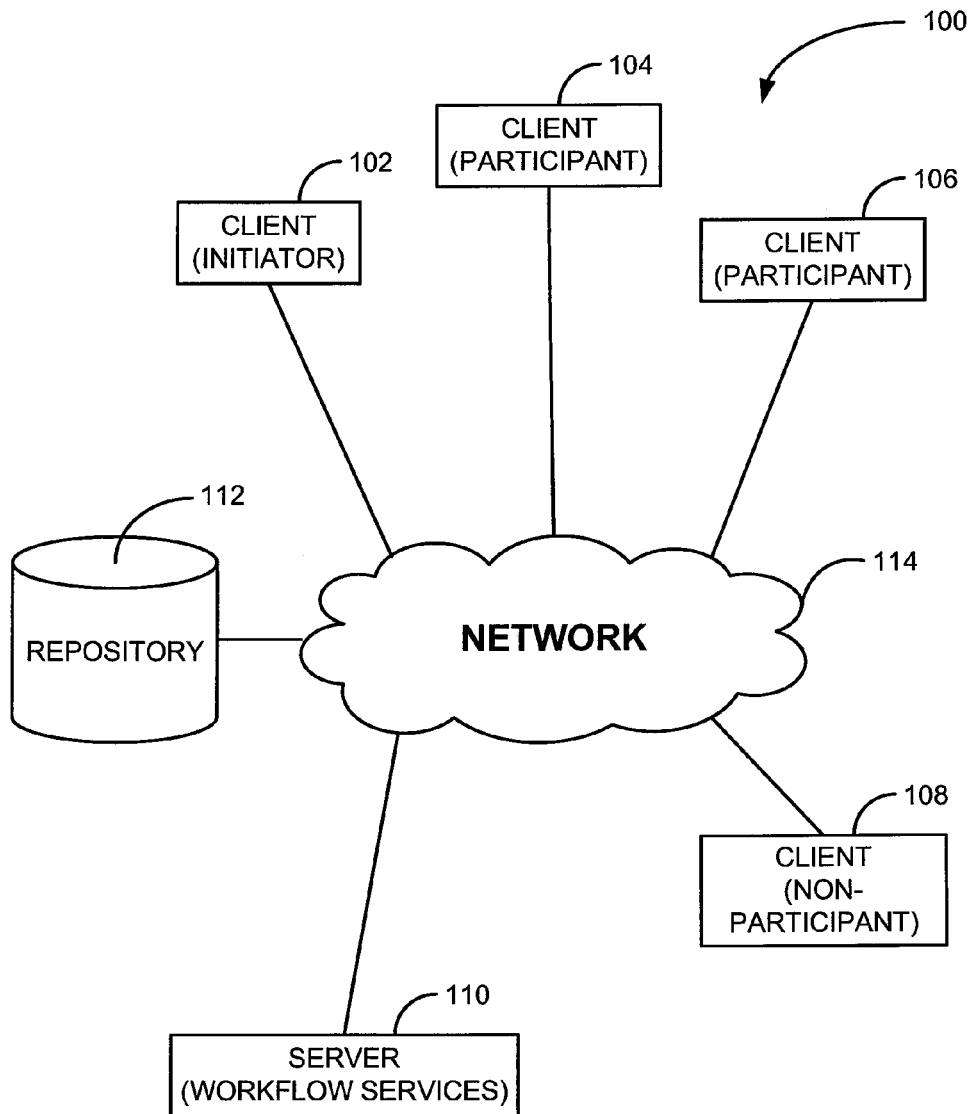 100
104
CLIENT
(PARTICIPANT)
102
CLIENT
(INITIATOR)
106
CLIENT
(PARTICIPANT)
112
REPOSITORY
114
NETWORK
108
CLIENT
(NON-
PARTICIPANT)
110
SERVER
(WORKFLOW SERVICES)